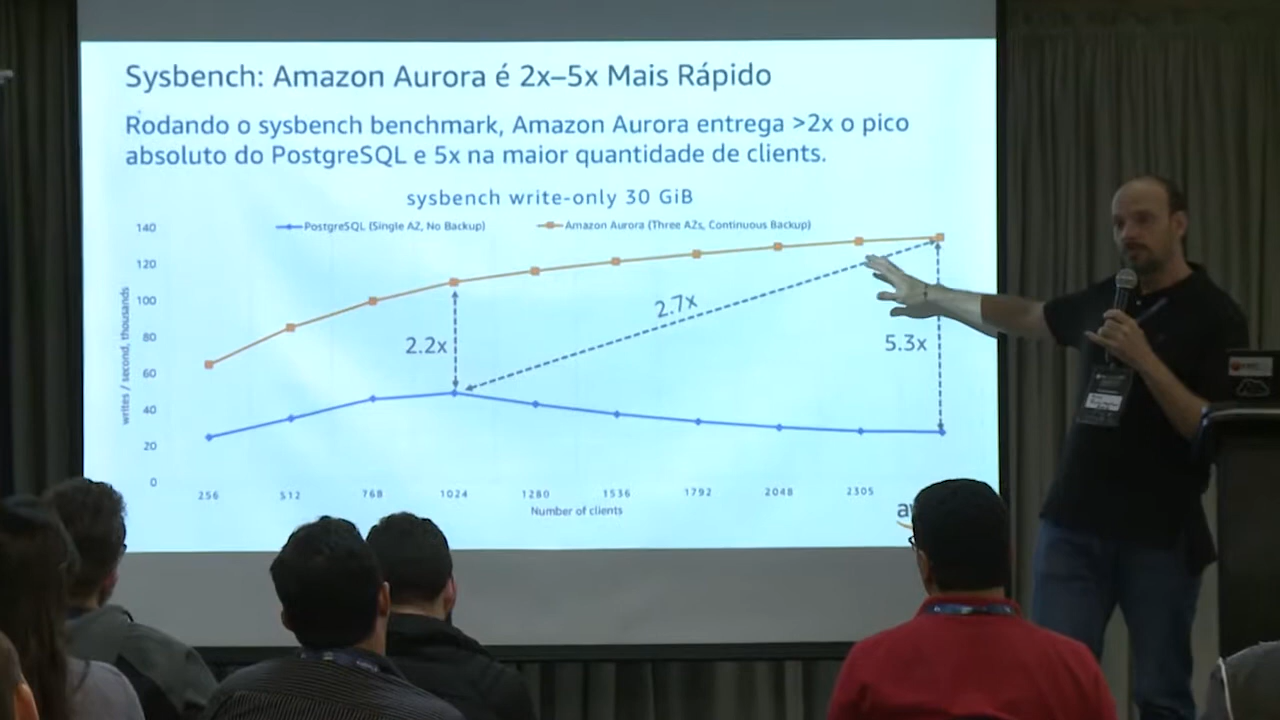 Sysbench: Amazon Aurora é 2x–5x Mais Rápido
Rodando o sysbench benchmark, Amazon Aurora entrega >2x o pico
absoluto do PostgreSQL e 5x na maior quantidade de clients.
sysbench write-only 30 GiB
PostgreSQL (Single AZ, No Backup)
Amazon Aurora (Three AZs, Continuous Backup)
140
120
100
80
60
40
20
0
writes / second, thousands
2.2x
2.7x
5.3x
256 512 768 1024 1280 1536 1792 2048 2305
Number of clients